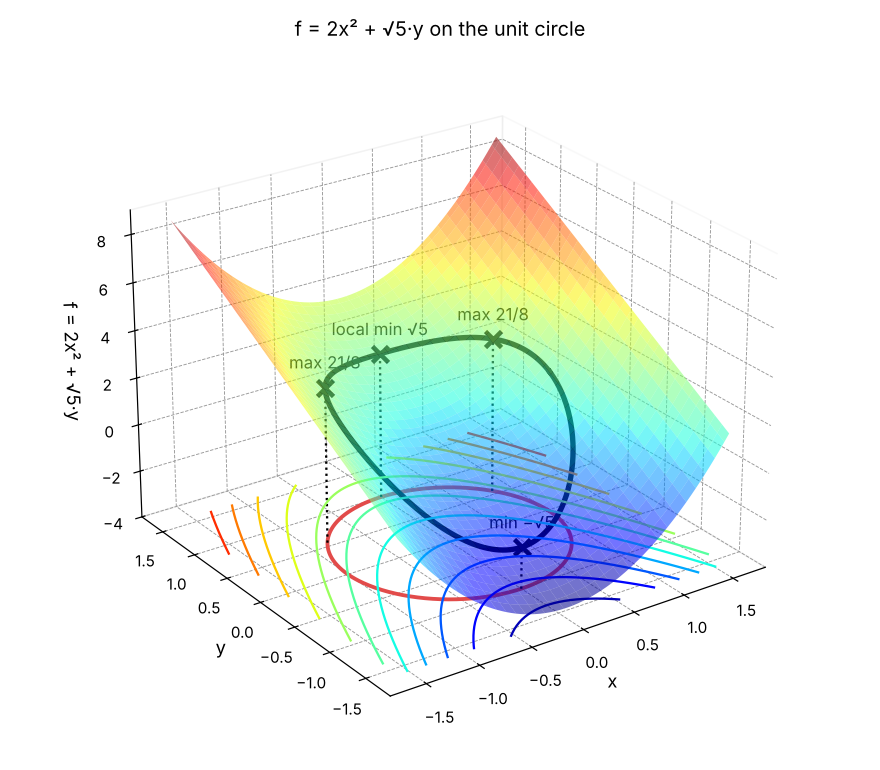 f = 2x² + √5·y on the unit circle
8
6
4
2
0
−2
−4
f = 2x² + √5·y
max 21/8
local min √5
max 21/8
min −√5
1.5
1.0
0.5
0.0
−0.5
−1.0
−1.5
y
−1.5
−1.0
−0.5
0.0
0.5
1.0
1.5
x